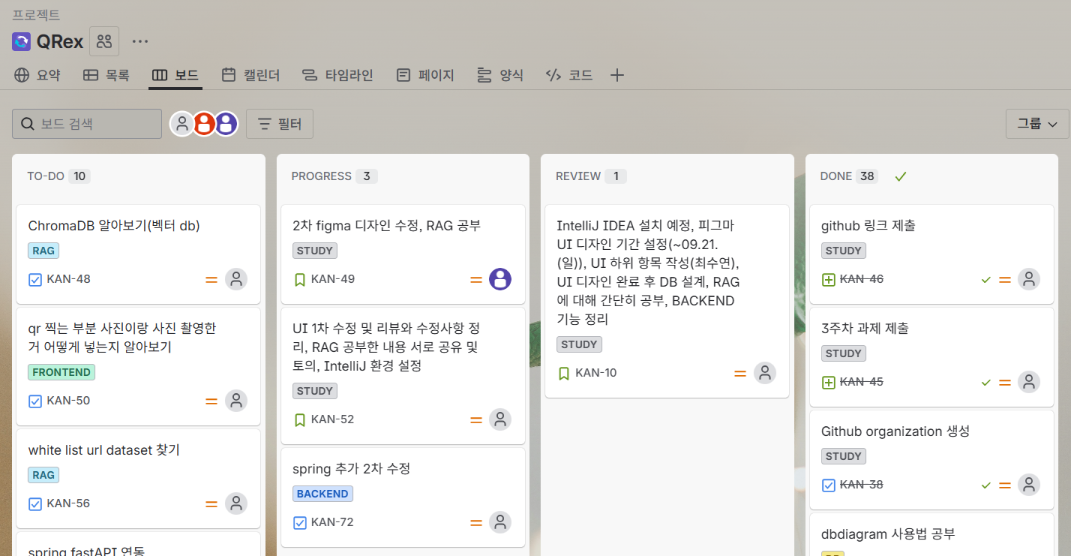 프로젝트
QRex
요약
목록
보드
캘린더
타임라인
페이지
양식
코드
보드 검색
필터
그룹
TO-DO 10
ChromaDB 알아보기(벡터 db)
RAG
KAN-48
qr 찍는 부분 사진이랑 사진 촬영한
거 어떻게 넣는지 알아보기
FRONTEND
KAN-50
white list url dataset 찾기
RAG
KAN-56
spring fastAPI 연동
PROGRESS 3
2차 figma 디자인 수정, RAG 공부
STUDY
KAN-49
UI 1차 수정 및 리뷰와 수정사항 정
리, RAG 공부한 내용 서로 공유 및
토의, IntelliJ 환경 설정
STUDY
KAN-52
spring 추가 2차 수정
BACKEND
KAN-72
REVIEW 1
IntelliJ IDEA 설치 예정, 피그마
UI 디자인 기간 설정(~09.21.
(일)), UI 하위 항목 작성(최수연),
UI 디자인 완료 후 DB 설계, RAG
에 대해 간단히 공부, BACKEND
기능 정리
STUDY
KAN-10
DONE 38
github 링크 제출
STUDY
KAN-46
3주차 과제 제출
STUDY
KAN-45
Github organization 생성
STUDY
KAN-38
dbdiagram 사용법 공부